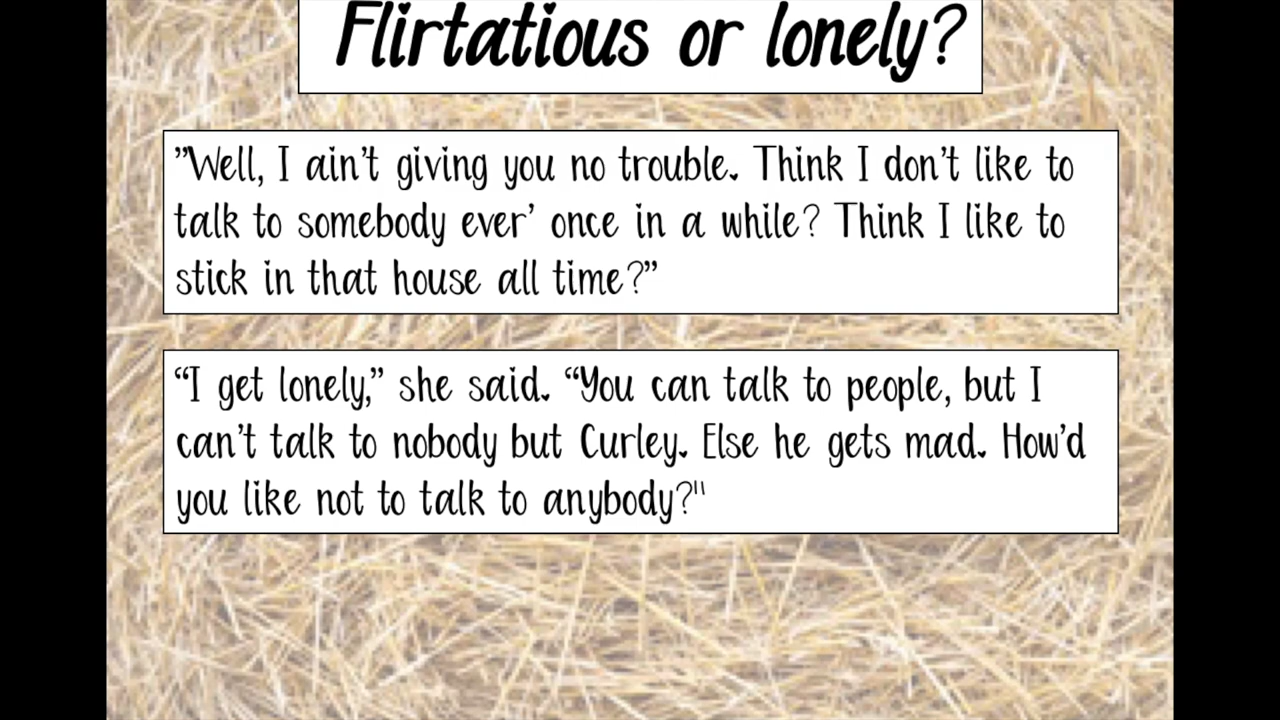 Flirtatious or lonely?
”Well, I ain’t giving you no trouble. Think I don’t like to
talk to somebody ever’ once in a while? Think I like to
stick in that house all time?”
“I get lonely,” she said. “You can talk to people, but I
can’t talk to nobody but Curley. Else he gets mad. How’d
you like not to talk to anybody?"